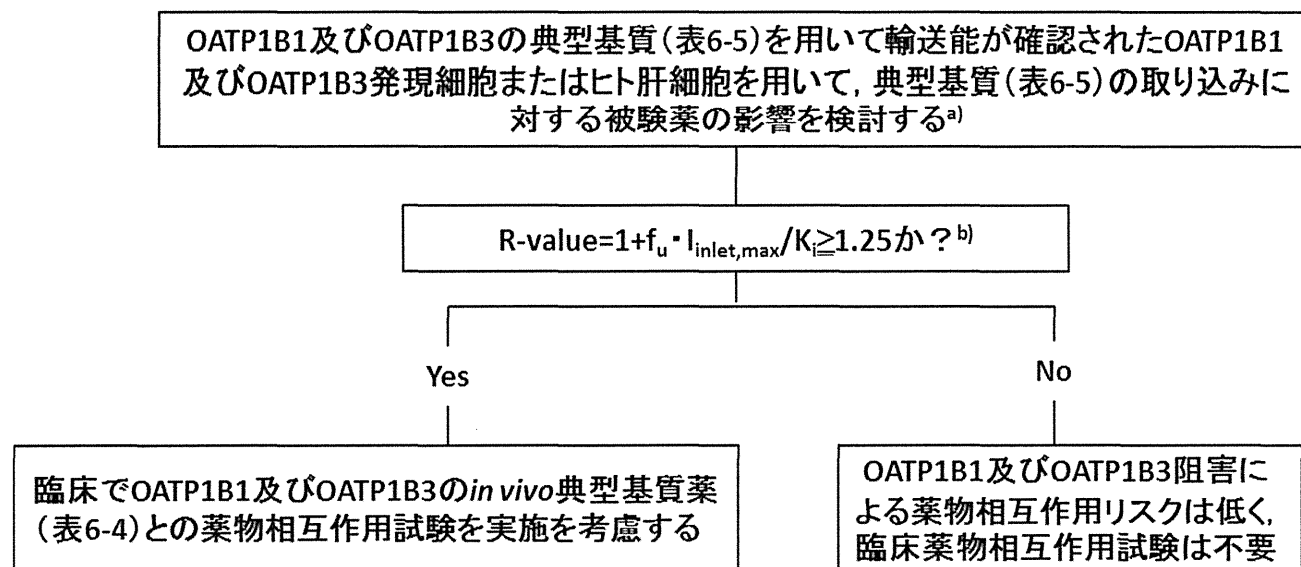 OATP1B1及びOATP1B3の典型基質(表6-5)を用いて輸送能が確認されたOATP1B1
及びOATP1B3発現細胞またはヒト肝細胞を用いて，典型基質(表6-5)の取り込みに
対する被験薬の影響を検討するa)
R-value=1+fu・Iinlet,max/Ki≧1.25か？b)
Yes
No
臨床でOATP1B1及びOATP1B3のin vivo典型基質薬
(表6-4)との薬物相互作用試験を実施を考慮する
OATP1B1及びOATP1B3阻害に
よる薬物相互作用リスクは低く，
臨床薬物相互作用試験は不要